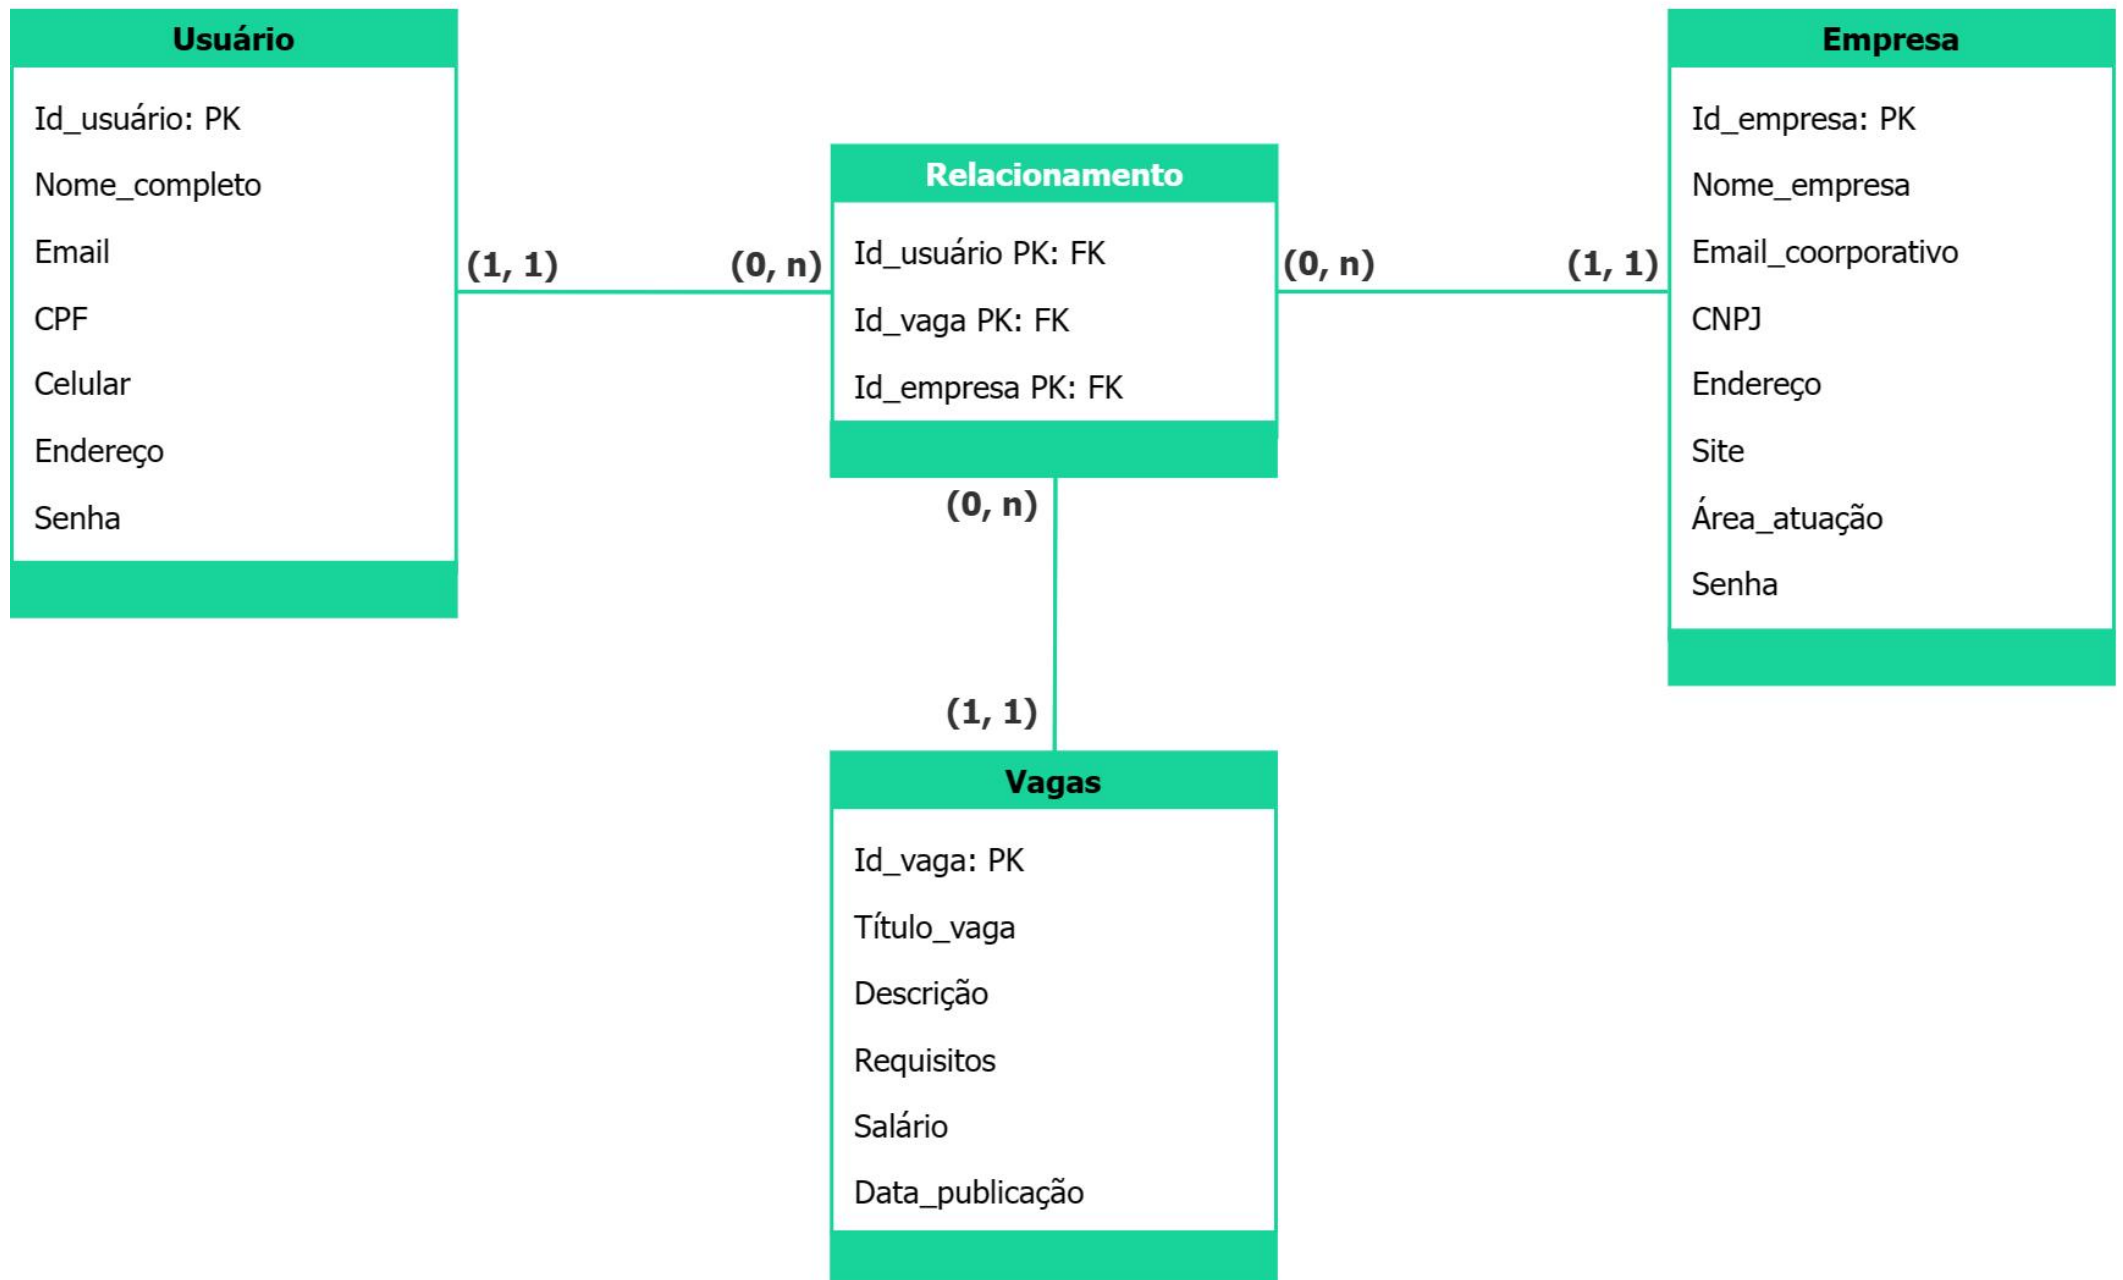 Usuário
Id_usuário: PK
Nome_completo
Email
CPF
Celular
Endereço
Senha
(1, 1)
(0, n)
Relacionamento
Id_usuário PK: FK
Id_vaga PK: FK
Id_empresa PK: FK
(0, n)
(1, 1)
Empresa
Id_empresa: PK
Nome_empresa
Email_coorporativo
CNPJ
Endereço
Site
Área_atuação
Senha
(0, n)
(1, 1)
Vagas
Id_vaga: PK
Título_vaga
Descrição
Requisitos
Salário
Data_publicação